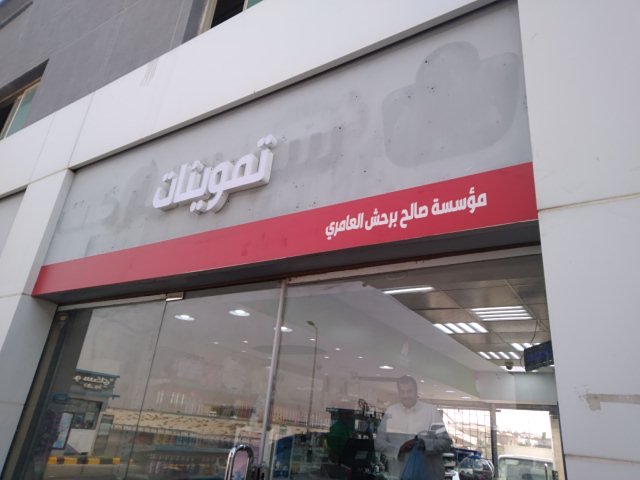 تموينات
مؤسسة صالح برحش العامري